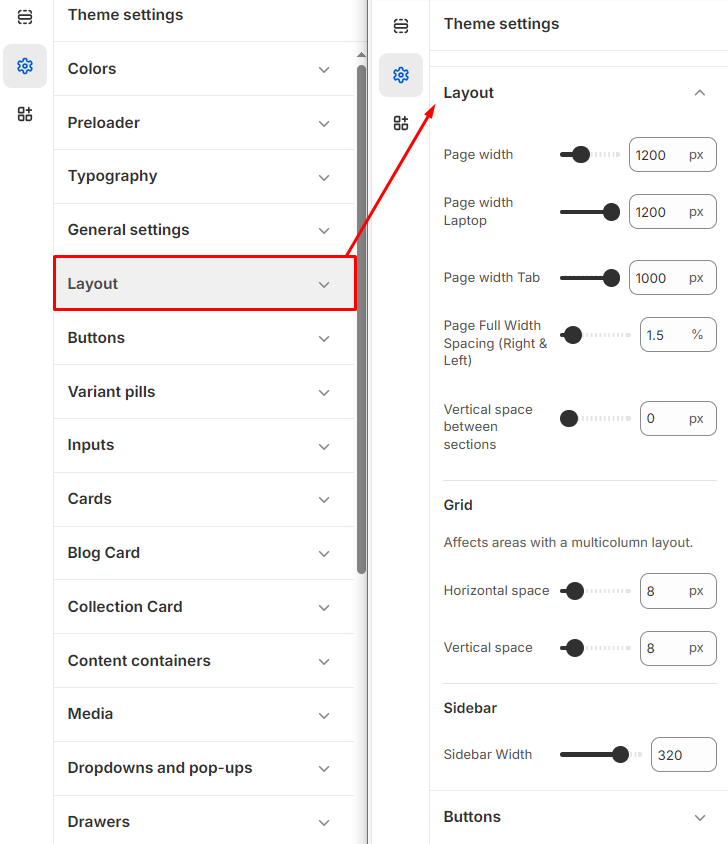 Theme settings
Colors
Preloader
Typography
General settings
Layout
Buttons
Variant pills
Inputs
Cards
Blog Card
Collection Card
Content containers
Media
Dropdowns and pop-ups
Drawers
Theme settings
Layout
Page width 1200 px
Page width
Laptop 1200 px
Page width Tab 1000 px
Page Full Width
Spacing (Right & 1.5 %
Left)
Vertical space
between 0 px
sections
Grid
Affects areas with a multicolumn layout.
Horizontal space 8 px
Vertical space 8 px
Sidebar
Sidebar Width 320
Buttons